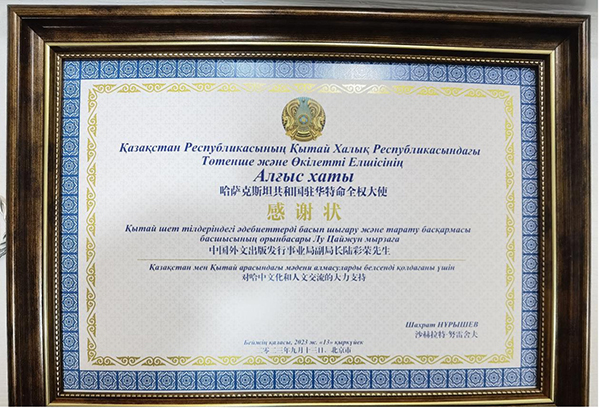 Қазақстан Республикасының Қытай Халық Республикасындағы
Төтенше және Өкілетті Елшісінің
Алғыс хаты
哈萨克斯坦共和国驻华特命全权大使
感谢状
Қытай шет тілдеріндегі әдебиеттерді басып шығару және тарату басқармасы
басшысының орынбасары Лу Цайжун мырзаға
中国外文出版发行事业局副局长陆彩荣先生
Қазақстан мен Қытай арасындағы мәдени алмасуларды белсенді қолдағаны үшін
对哈中文化和人文交流的大力支持
Шахрат НҰРЫШЕВ
沙赫拉特·努雷舍夫
Бейжің қаласы, 2023 ж. «13» қыркүйек
二〇二三年九月十三日，北京市